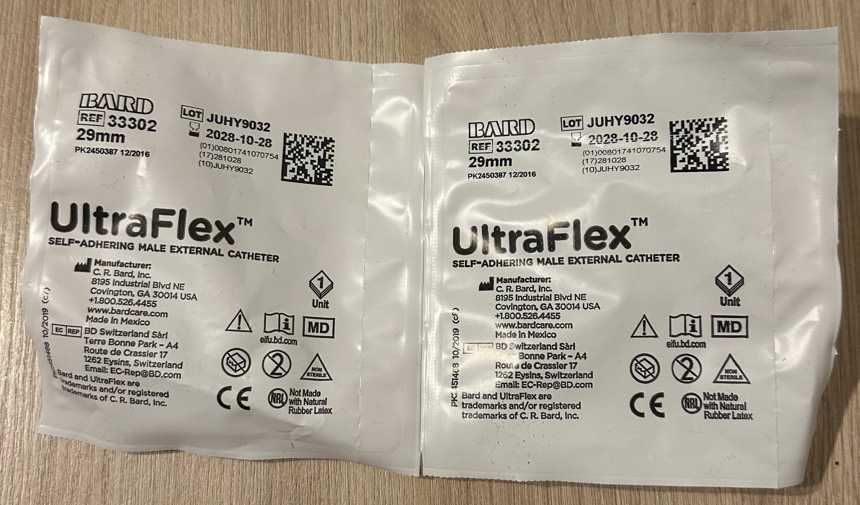 BARD
REF 33302
29mm
PK2450387 12/2016
LOT JUHY9032
2028-10-28
(01)00801741070754
(17)281028
(10)JUHY9032
UltraFlex™
SELF-ADHERING MALE EXTERNAL CATHETER
Manufacturer:
C. R. Bard, Inc.
8195 Industrial Blvd NE
Covington, GA 30014 USA
+1.800.526.4455
www.bardcare.com
Made in Mexico
EC REP BD Switzerland Sàrl
Terre Bonne Park – A4
Route de Crassier 17
1262 Eysins, Switzerland
Email: EC-Rep@BD.com
Bard and UltraFlex are
trademarks and/or registered
trademarks of C. R. Bard, Inc.
10/2019
1
Unit
eifu.bd.com
MD
2
NON
STERILE
CE
NRL
Not Made
with Natural
Rubber Latex
BARD
REF 33302
29mm
PK2450387 12/2016
LOT JUHY9032
2028-10-28
(01)00801741070754
(17)281028
(10)JUHY9032
UltraFlex™
SELF-ADHERING MALE EXTERNAL CATHETER
Manufacturer:
C. R. Bard, Inc.
8195 Industrial Blvd NE
Covington, GA 30014 USA
+1.800.526.4455
www.bardcare.com
Made in Mexico
EC REP BD Switzerland Sàrl
Bonne Park – A4
Route de Crassier 17
1262 Eysins, Switzerland
Email: EC-Rep@BD.com
Bard and UltraFlex are
trademarks and/or registered
trademarks of C. R. Bard, Inc.
10/2019
1
Unit
eifu.bd.com
MD
2
NON
STERILE
CE
NRL
Not Made
with Natural
Rubber Latex